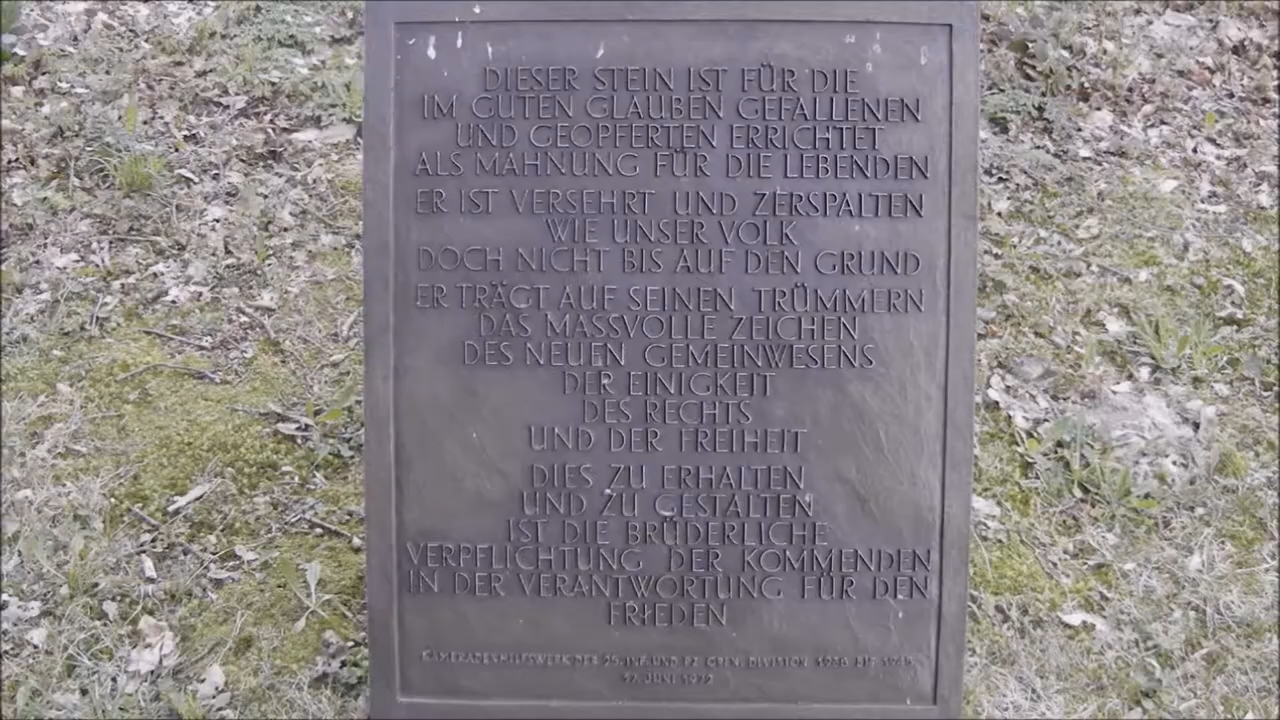 DIESER STEIN IST FÜR DIE
IM GUTEN GLAUBEN GEFALLENEN
UND GEOPFERTEN ERRICHTET
ALS MAHNUNG FÜR DIE LEBENDEN
ER IST VERSEHRT UND ZERSPALTEN
WIE UNSER VOLK
DOCH NICHT BIS AUF DEN GRUND
ER TRÄGT AUF SEINEN TRÜMMERN
DAS MASSVOLLE ZEICHEN
DES NEUEN GEMEINWESENS
DER EINIGKEIT
DES RECHTS
UND DER FREIHEIT
DIES ZU ERHALTEN
UND ZU GESTALTEN
IST DIE BRÜDERLICHE
VERPFLICHTUNG DER KOMMENDEN
IN DER VERANTWORTUNG FÜR DEN
FRIEDEN
KAMERADENHILFSWERK DER 25. INF. UND PZ GREN. DIVISION BIS
JUNI